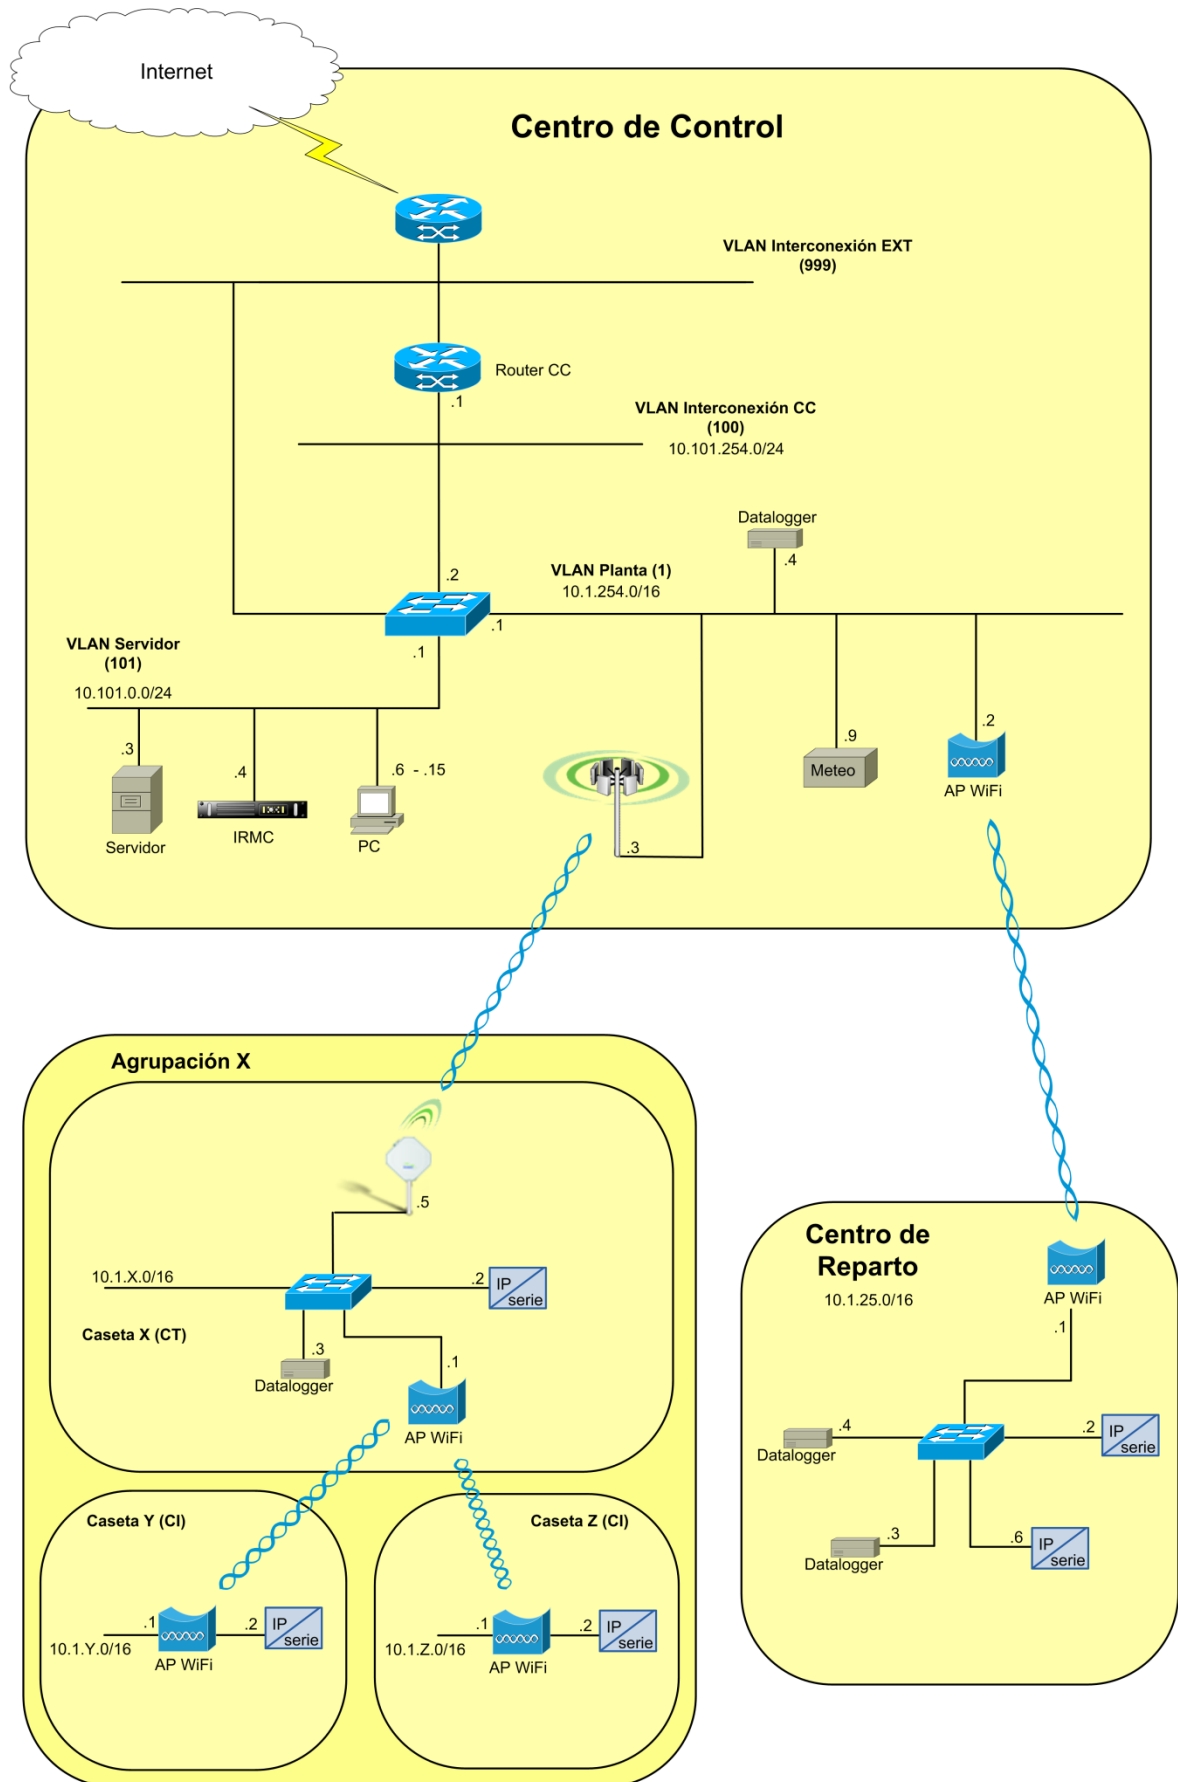 Internet
Centro de Control
VLAN Interconexión EXT
(999)
Router CC
.1
VLAN Interconexión CC
(100)
10.101.254.0/24
Datalogger
.4
.2
VLAN Planta (1)
10.1.254.0/16
.1
.1
VLAN Servidor
(101)
10.101.0.0/24
.3
Servidor
.4
IRMC
.6 - .15
PC
.3
.9
Meteo
.2
AP WiFi
Agrupación X
.5
10.1.X.0/16
.2
IP
serie
Caseta X (CT)
.3
Datalogger
.1
AP WiFi
Caseta Y (CI)
.1
.2
IP
serie
10.1.Y.0/16
AP WiFi
Caseta Z (CI)
.1
.2
IP
serie
10.1.Z.0/16
AP WiFi
Centro de
Reparto
10.1.25.0/16
AP WiFi
.1
.4
Datalogger
.2
IP
serie
.3
Datalogger
.6
IP
serie